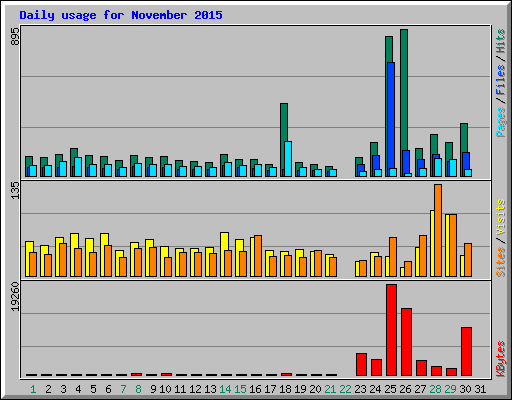 Daily usage for November 2015
895
Pages / Files / Hits
135
Sites / Visits
19260
KBytes
1 2 3 4 5 6 7 8 9 10 11 12 13 14 15 16 17 18 19 20 21 22 23 24 25 26 27 28 29 30 31